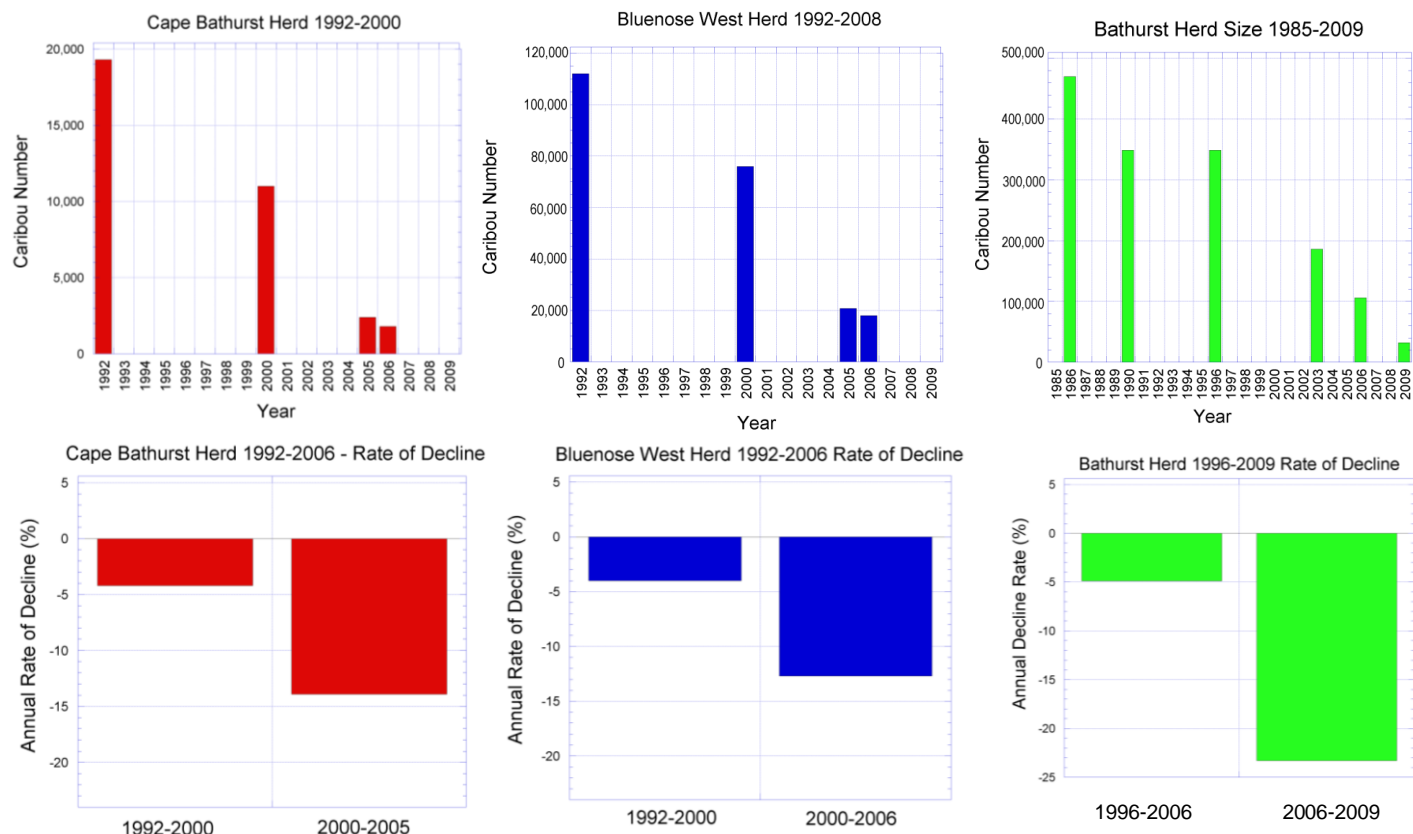 Cape Bathurst Herd 1992-2000
20,000
15,000
10,000
5,000
0
Caribou Number
1992 1993 1994 1995 1996 1997 1998 1999 2000 2001 2002 2003 2004 2005 2006 2007 2008 2009
Year
Bluenose West Herd 1992-2008
120,000
100,000
80,000
60,000
40,000
20,000
0
Caribou Number
1992 1993 1994 1995 1996 1997 1998 1999 2000 2001 2002 2003 2004 2005 2006 2007 2008 2009
Year
Bathurst Herd Size 1985-2009
500,000
400,000
300,000
200,000
100,000
0
Caribou Number
1985 1986 1987 1988 1989 1990 1991 1992 1993 1994 1995 1996 1997 1998 1999 2000 2001 2002 2003 2004 2005 2006 2007 2008 2009
Year
Cape Bathurst Herd 1992-2006 - Rate of Decline
5
0
-5
-10
-15
-20
Annual Rate of Decline (%)
1992-2000 2000-2005
Bluenose West Herd 1992-2006 Rate of Decline
5
0
-5
-10
-15
-20
Annual Rate of Decline (%)
1992-2000 2000-2006
Bathurst Herd 1996-2009 Rate of Decline
5
0
-5
-10
-15
-20
-25
Annual Decline Rate (%)
1996-2006 2006-2009